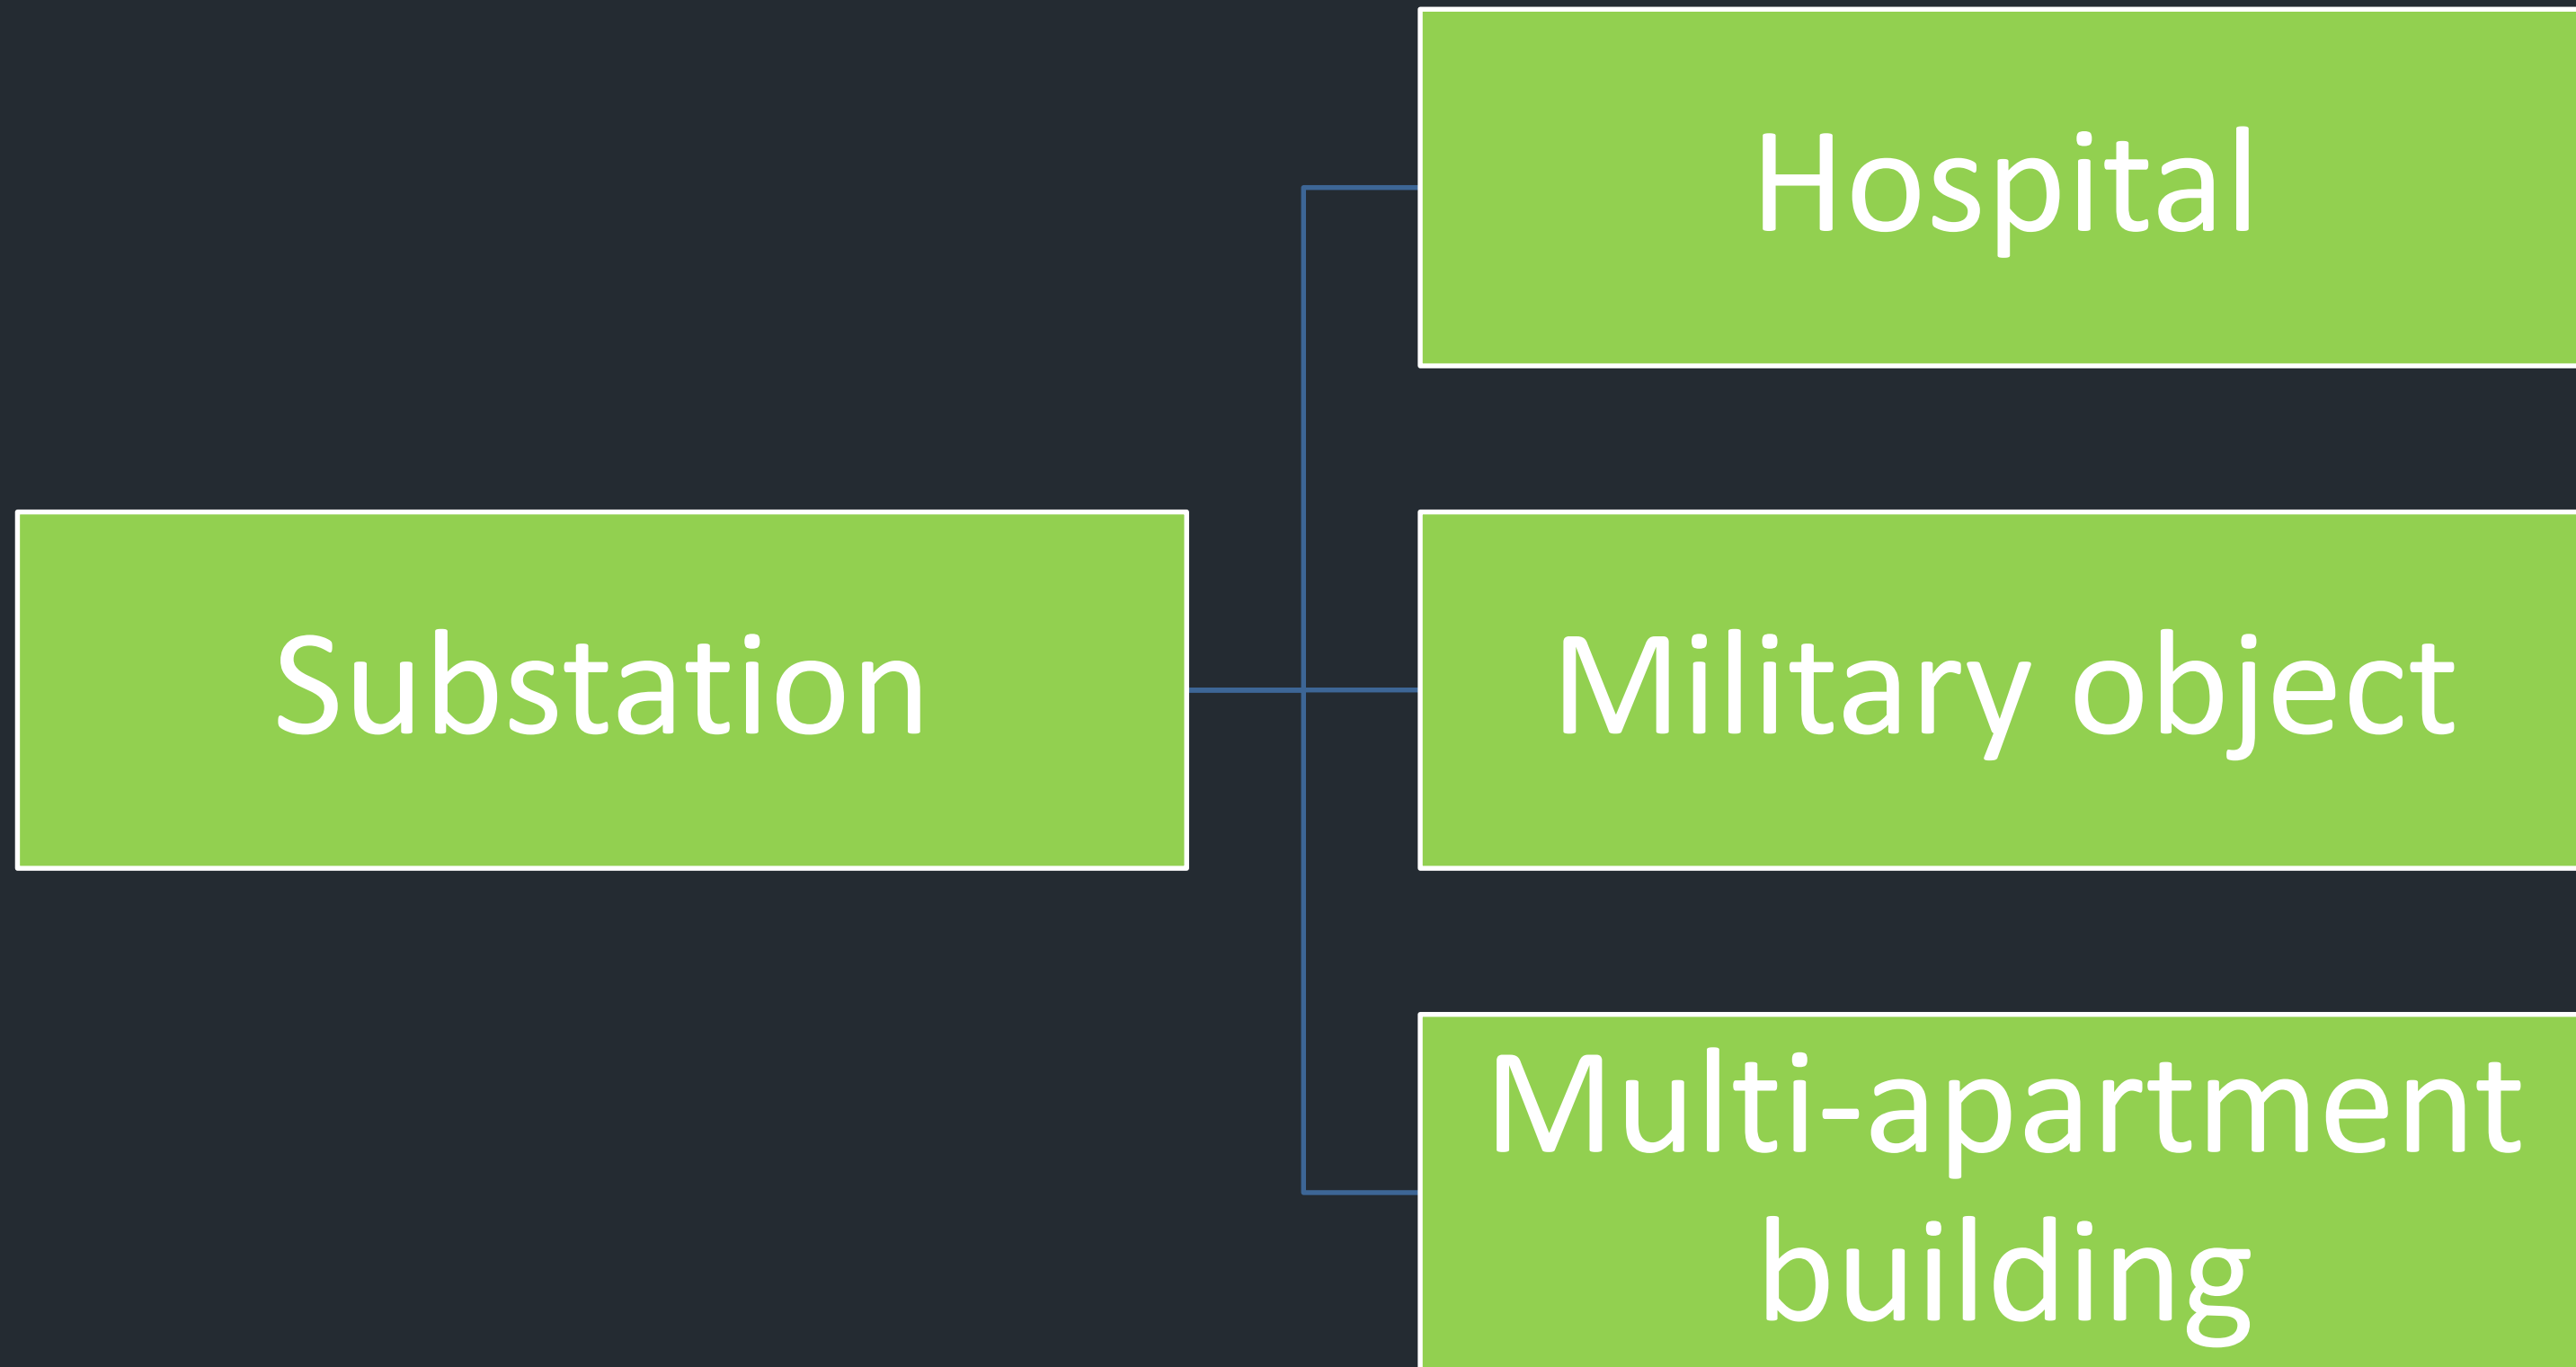 Hospital
Substation
Military object
Multi-apartment
building